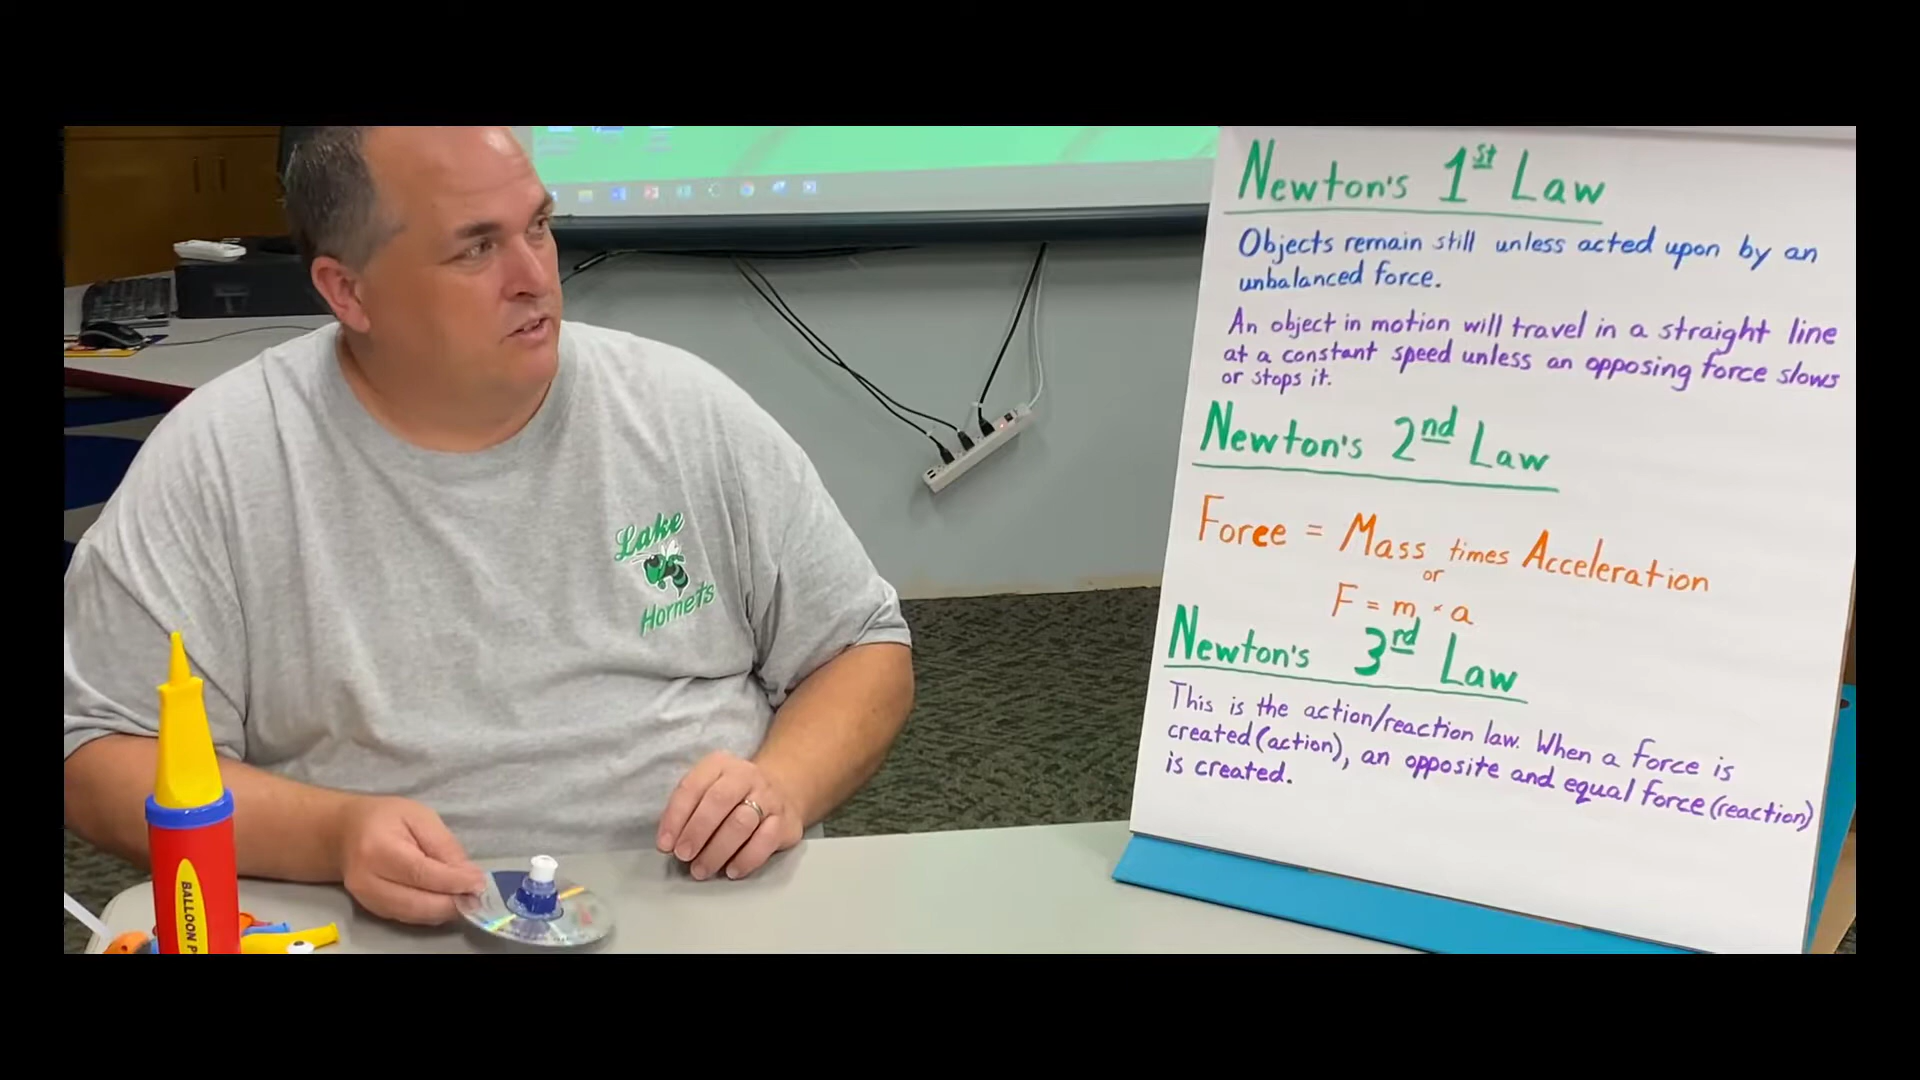 Newton's 1st Law
Objects remain still unless acted upon by an
unbalanced force.
An object in motion will travel in a straight line
at a constant speed unless an opposing force slows
or stops it.
Newton's 2nd Law
Force = Mass times Acceleration
or
F = m × a
Newton's 3rd Law
This is the action/reaction law. When a force is
created (action), an opposite and equal force (reaction)
is created.
Lake
Hornets
BALLOON P